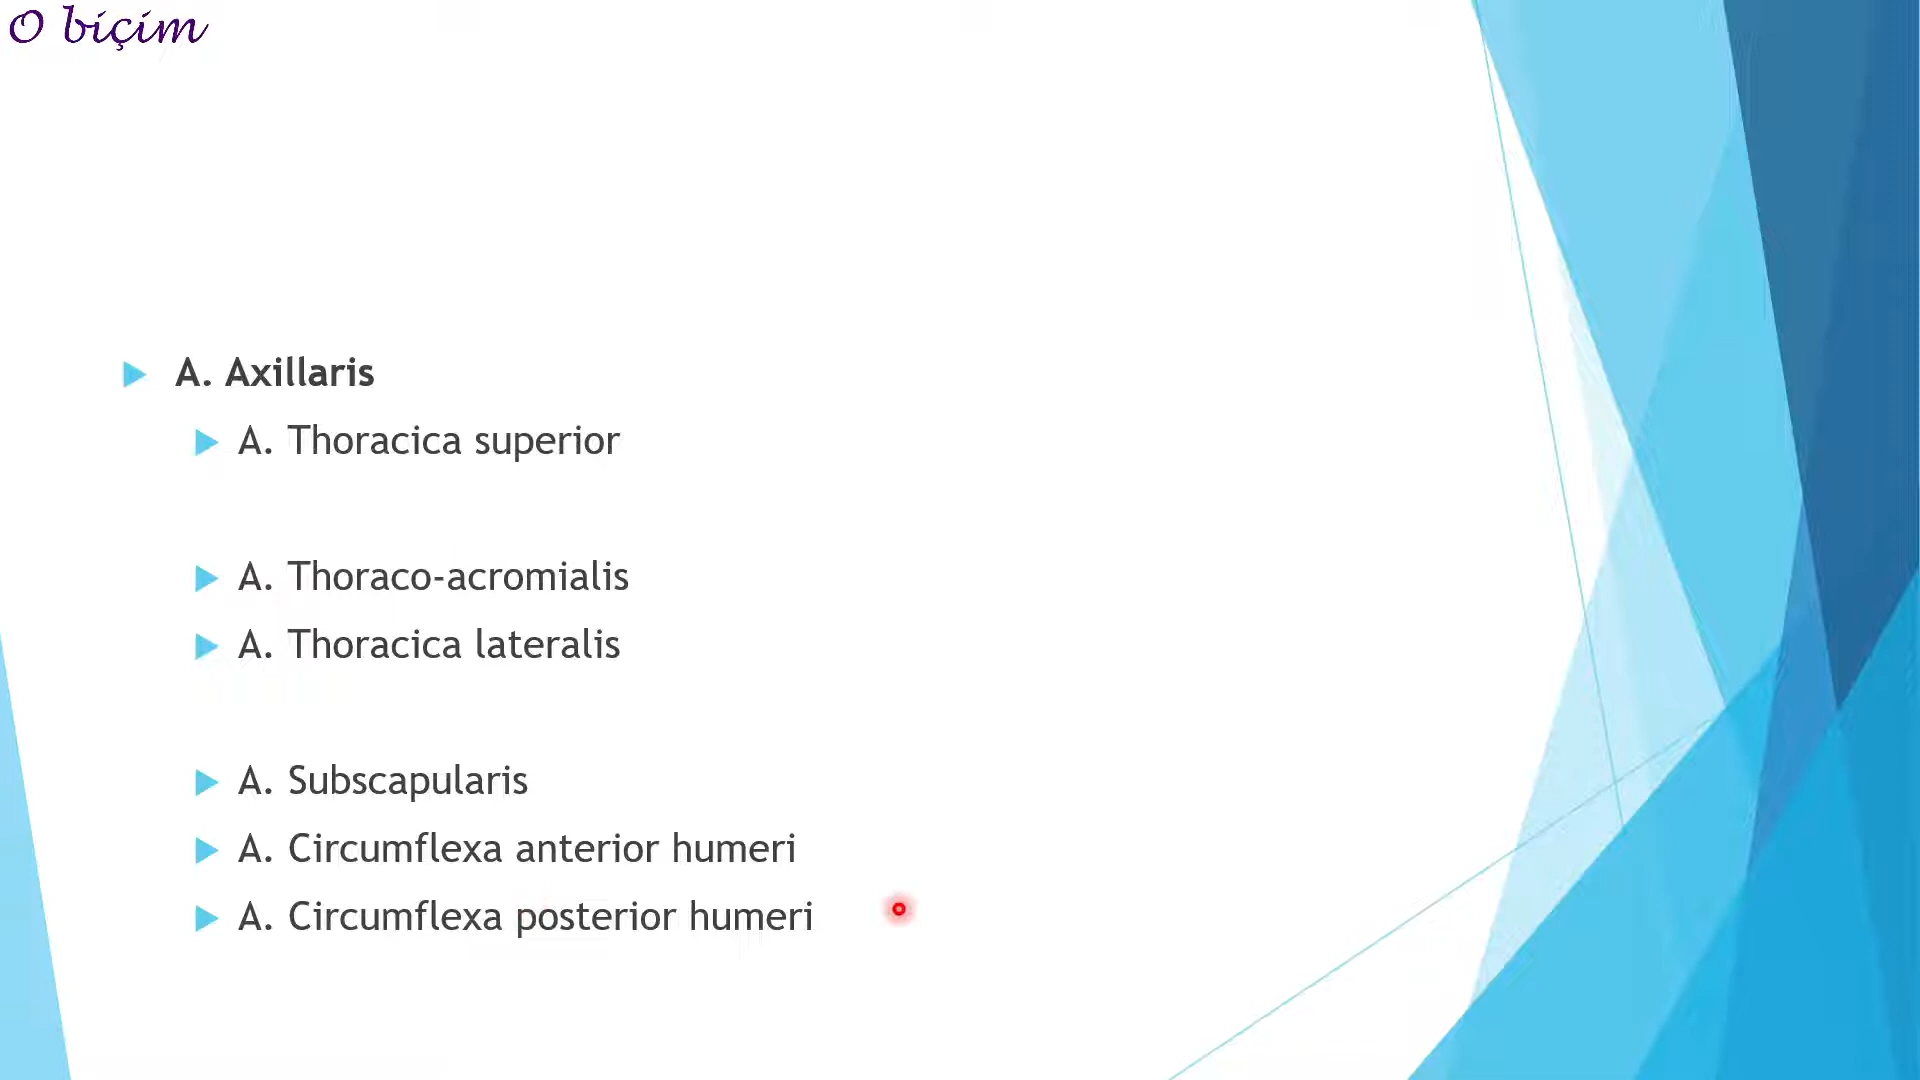 O biçim
A. Axillaris
A. Thoracica superior
A. Thoraco-acromialis
A. Thoracica lateralis
A. Subscapularis
A. Circumflexa anterior humeri
A. Circumflexa posterior humeri